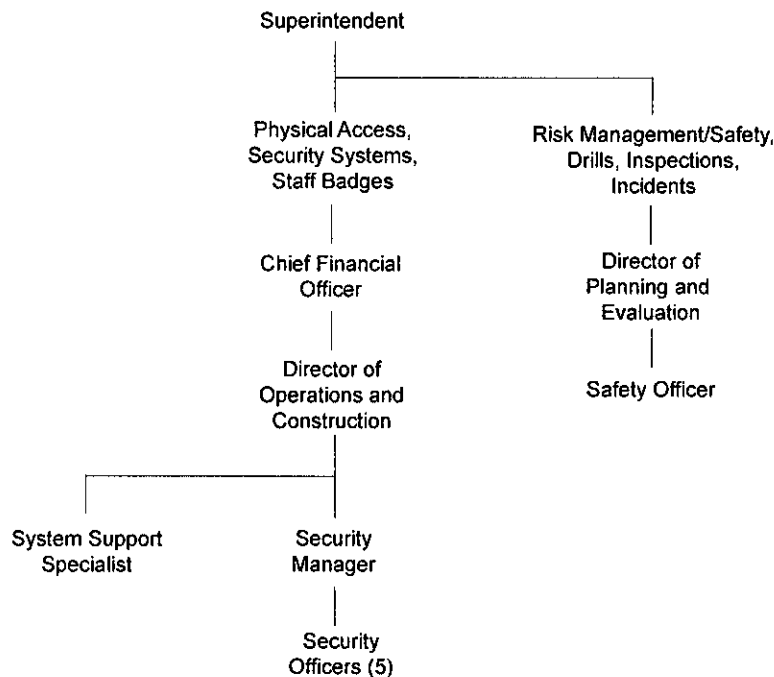 Superintendent
Physical Access,
Security Systems,
Staff Badges
Risk Management/Safety,
Drills, Inspections,
Incidents
Chief Financial
Officer
Director of
Planning and
Evaluation
Director of
Operations and
Construction
Safety Officer
System Support
Specialist
Security
Manager
Security
Officers (5)